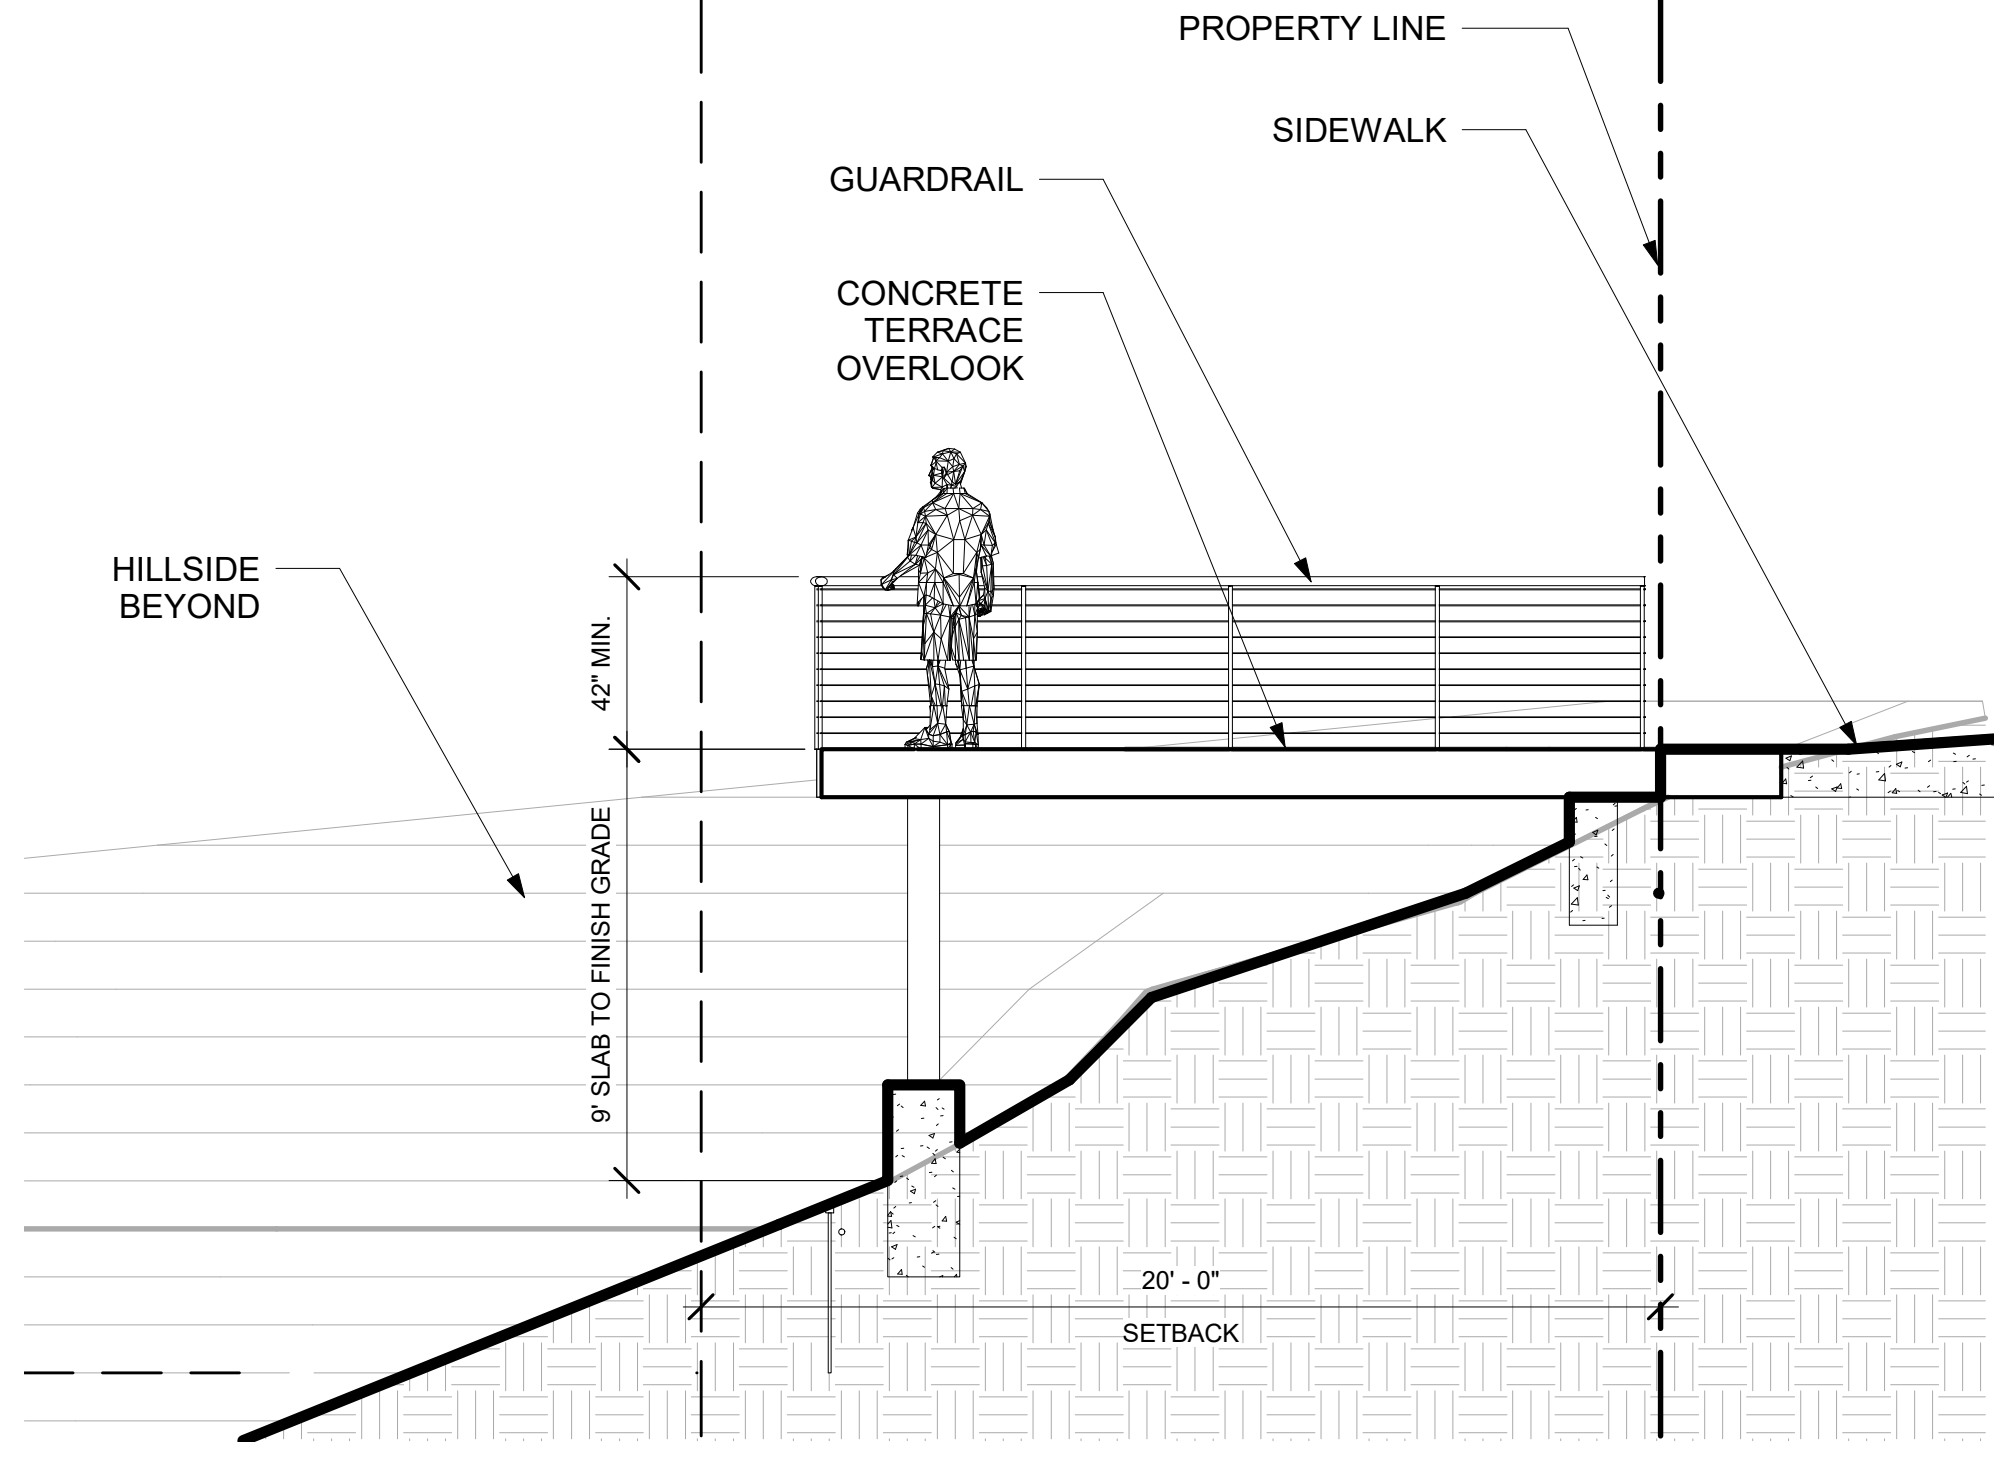 PROPERTY LINE
SIDEWALK
GUARDRAIL
CONCRETE
TERRACE
OVERLOOK
HILLSIDE
BEYOND
42" MIN.
9' SLAB TO FINISH GRADE
20' - 0"
SETBACK